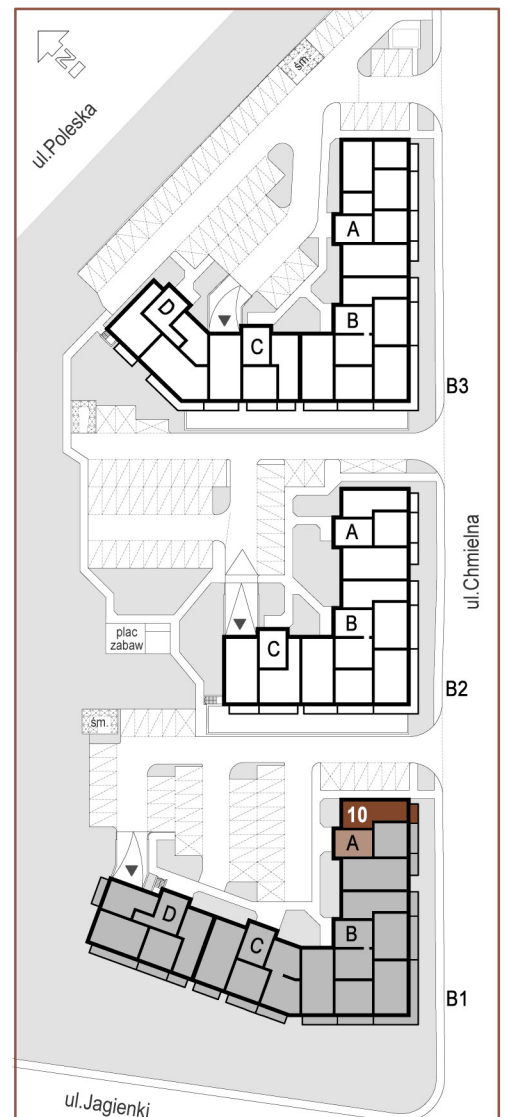 N
śm.
ul.Poleska
A
D
B
C
B3
A
ul.Chmielna
B
plac
zabaw
C
B2
śm.
10
A
D
B
C
B1
ul.Jagienki